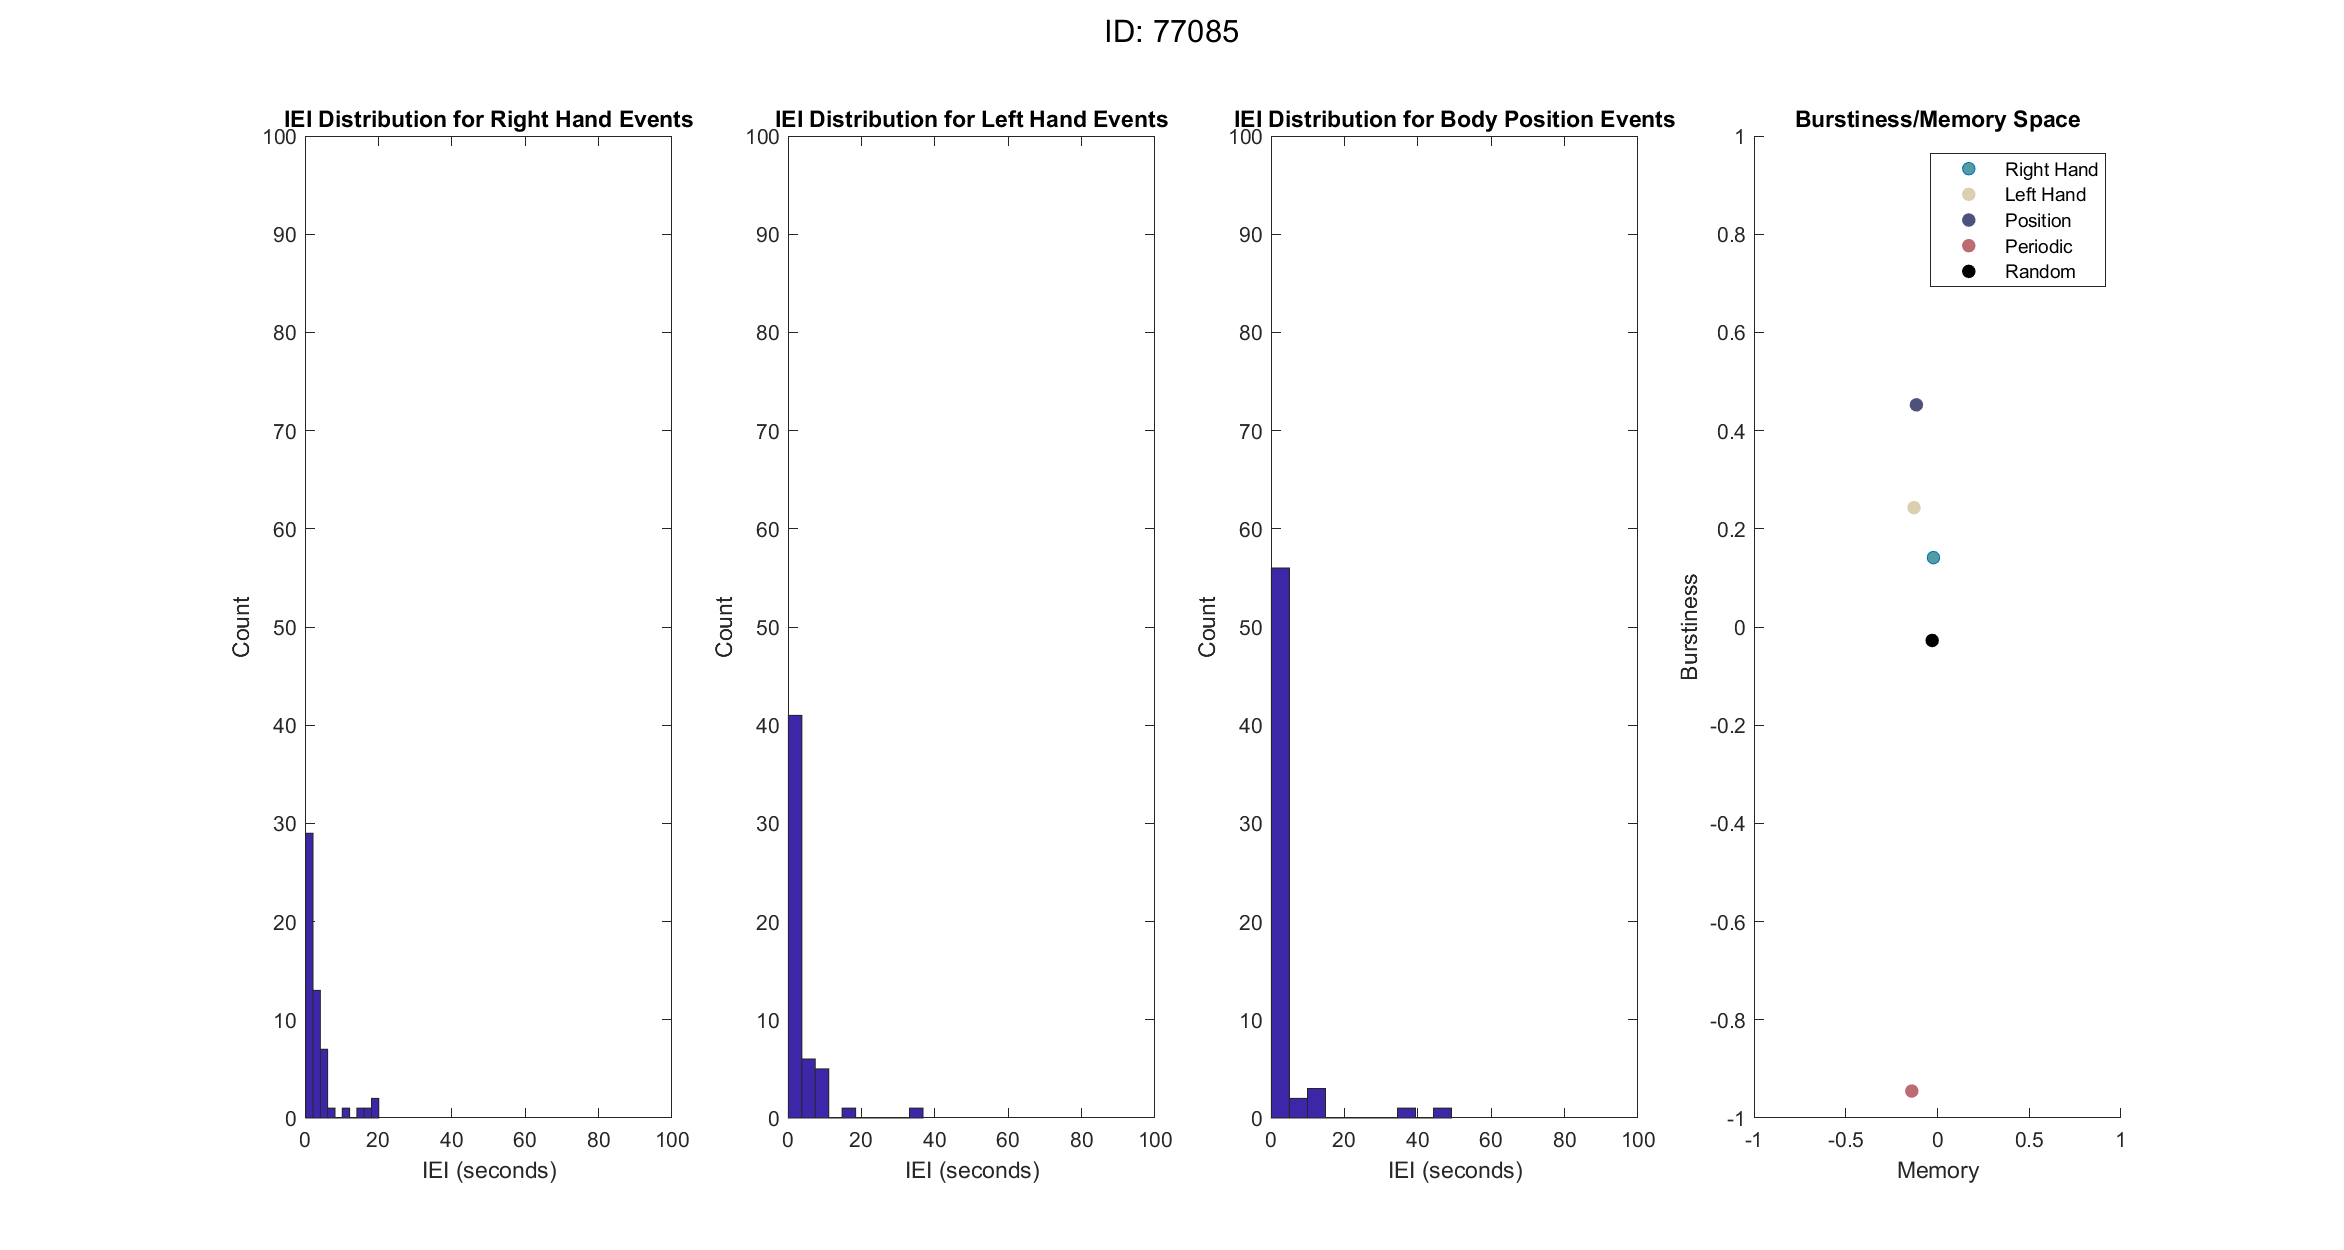 ID: 77085
IEI Distribution for Right Hand Events
100
90
80
70
60
50
40
30
20
10
0
Count
0 20 40 60 80 100
IEI (seconds)
IEI Distribution for Left Hand Events
100
90
80
70
60
50
40
30
20
10
0
Count
0 20 40 60 80 100
IEI (seconds)
IEI Distribution for Body Position Events
100
90
80
70
60
50
40
30
20
10
0
Count
0 20 40 60 80 100
IEI (seconds)
Burstiness/Memory Space
1
0.8
0.6
0.4
0.2
0
-0.2
-0.4
-0.6
-0.8
-1
Burstiness
-1 -0.5 0 0.5 1
Memory
Right Hand
Left Hand
Position
Periodic
Random